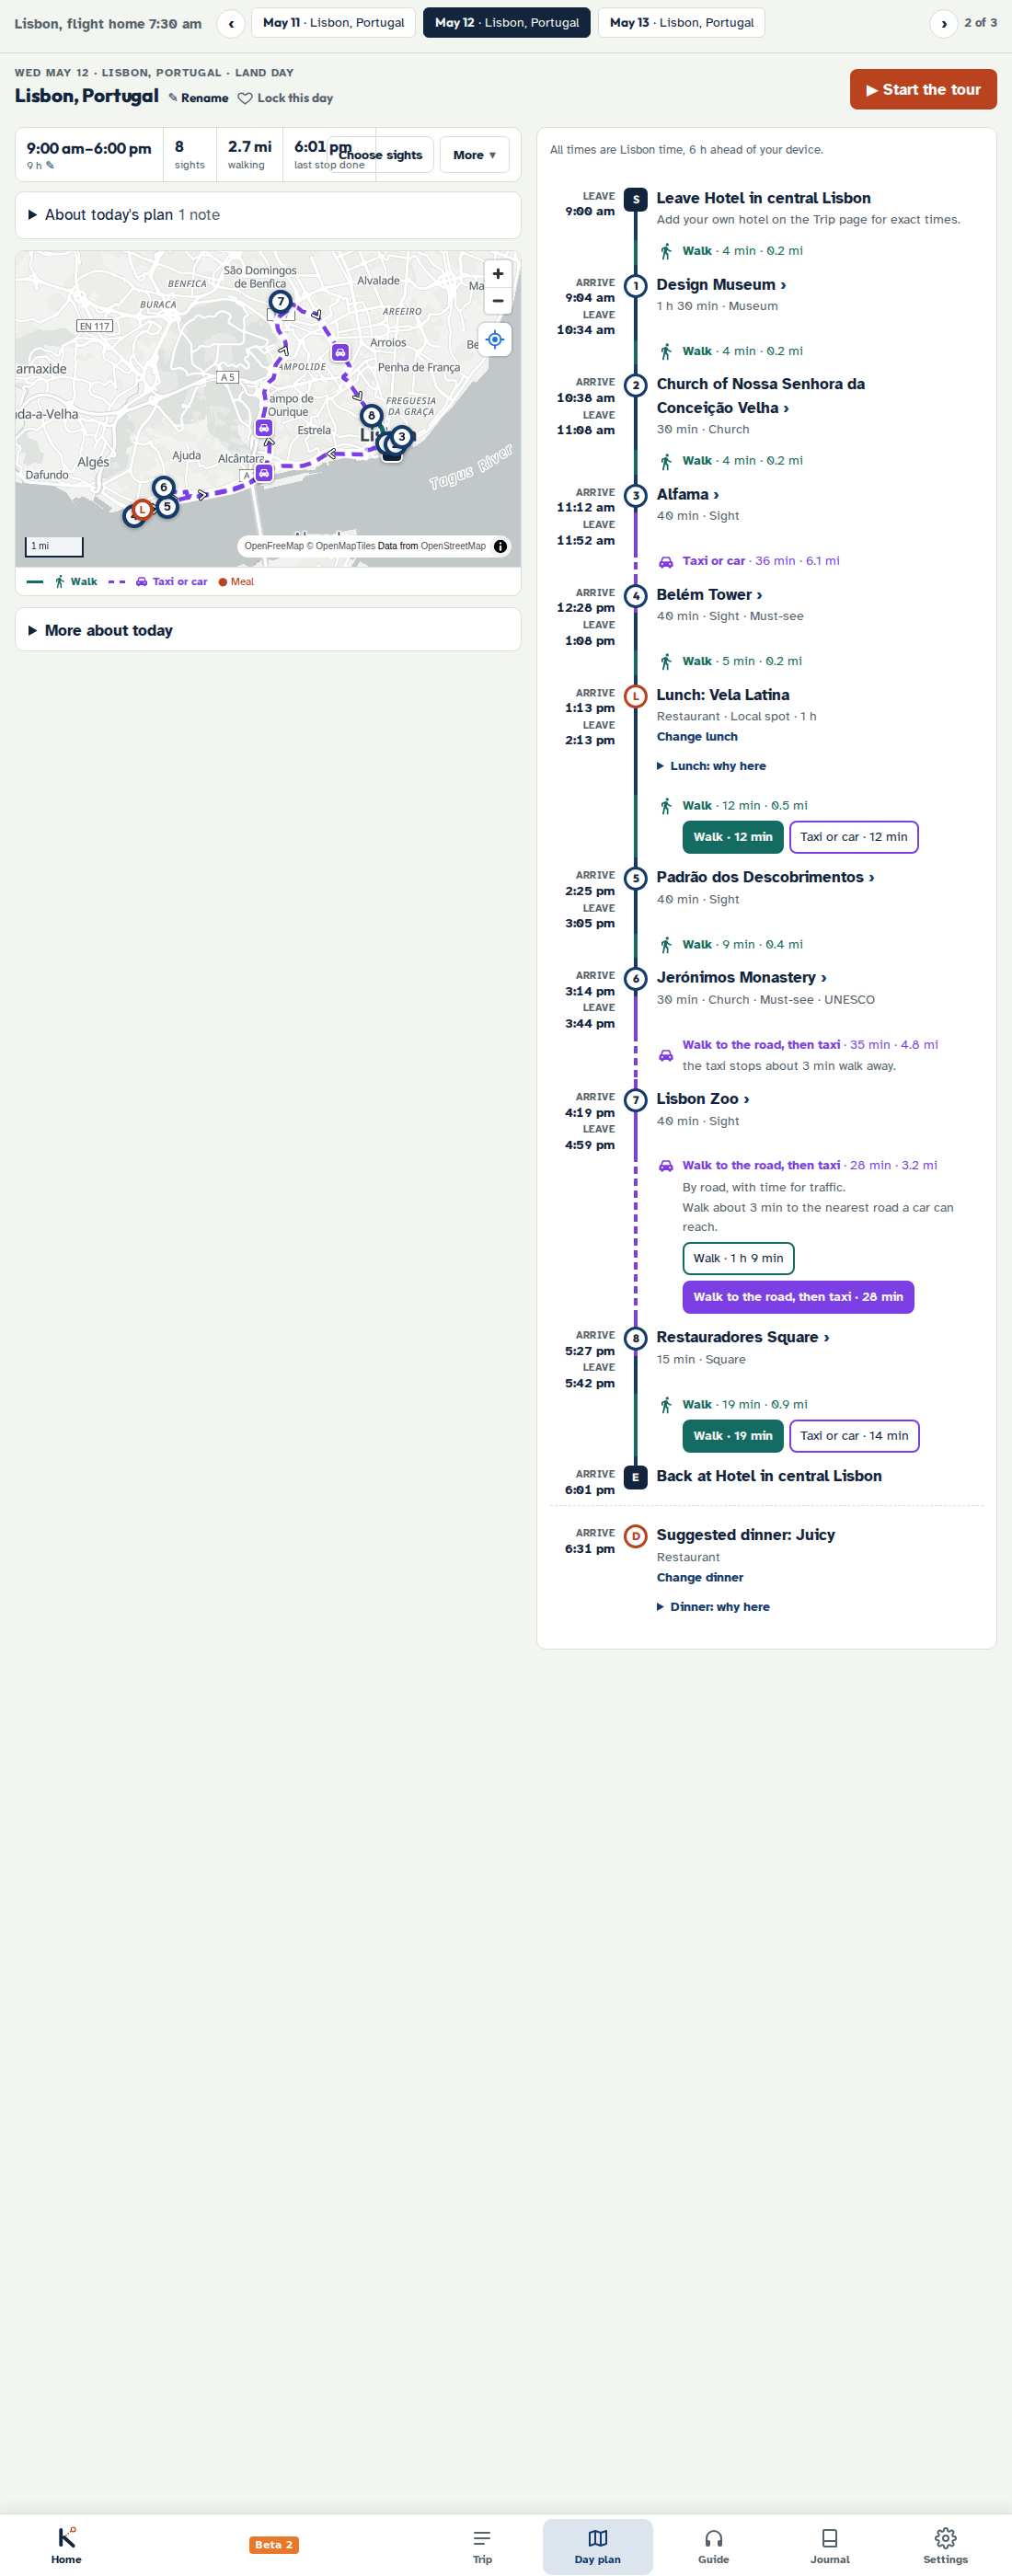 Lisbon, flight home 7:30 am
‹
May 11 · Lisbon, Portugal
May 12 · Lisbon, Portugal
May 13 · Lisbon, Portugal
›
2 of 3
WED MAY 12 · LISBON, PORTUGAL · LAND DAY
Lisbon, Portugal
✎ Rename
Lock this day
▶ Start the tour
9:00 am–6:00 pm
9 h ✎
8
sights
2.7 mi
walking
6:01 pm
last stop done
Choose sights
More ▾
▶ About today's plan 1 note
São Domingos
de Benfica
Alvalade
BENFICA
BURACA
AREEIRO
EN 117
Arroios
Penha de França
A 5
FREGUESIA
DA GRAÇA
Estrela
Ajuda
Alcântara
Algés
Dafundo
Tagus River
7
8
3
6
5
L
+
−
1 mi
OpenFreeMap © OpenMapTiles Data from OpenStreetMap
Walk
Taxi or car
Meal
▶ More about today
All times are Lisbon time, 6 h ahead of your device.
LEAVE
9:00 am
S
Leave Hotel in central Lisbon
Add your own hotel on the Trip page for exact times.
Walk · 4 min · 0.2 mi
ARRIVE
9:04 am
LEAVE
10:34 am
1
Design Museum ›
1 h 30 min · Museum
Walk · 4 min · 0.2 mi
ARRIVE
10:38 am
LEAVE
11:08 am
2
Church of Nossa Senhora da
Conceição Velha ›
30 min · Church
Walk · 4 min · 0.2 mi
ARRIVE
11:12 am
LEAVE
11:52 am
3
Alfama ›
40 min · Sight
Taxi or car · 36 min · 6.1 mi
ARRIVE
12:28 pm
LEAVE
1:08 pm
4
Belém Tower ›
40 min · Sight · Must-see
Walk · 5 min · 0.2 mi
ARRIVE
1:13 pm
LEAVE
2:13 pm
L
Lunch: Vela Latina
Restaurant · Local spot · 1 h
Change lunch
▶ Lunch: why here
Walk · 12 min · 0.5 mi
Walk · 12 min
Taxi or car · 12 min
ARRIVE
2:25 pm
LEAVE
3:05 pm
5
Padrão dos Descobrimentos ›
40 min · Sight
Walk · 9 min · 0.4 mi
ARRIVE
3:14 pm
LEAVE
3:44 pm
6
Jerónimos Monastery ›
30 min · Church · Must-see · UNESCO
Walk to the road, then taxi · 35 min · 4.8 mi
the taxi stops about 3 min walk away.
ARRIVE
4:19 pm
LEAVE
4:59 pm
7
Lisbon Zoo ›
40 min · Sight
Walk to the road, then taxi · 28 min · 3.2 mi
By road, with time for traffic.
Walk about 3 min to the nearest road a car can
reach.
Walk · 1 h 9 min
Walk to the road, then taxi · 28 min
ARRIVE
5:27 pm
LEAVE
5:42 pm
8
Restauradores Square ›
15 min · Square
Walk · 19 min · 0.9 mi
Walk · 19 min
Taxi or car · 14 min
ARRIVE
6:01 pm
E
Back at Hotel in central Lisbon
ARRIVE
6:31 pm
D
Suggested dinner: Juicy
Restaurant
Change dinner
▶ Dinner: why here
Home
Beta 2
Trip
Day plan
Guide
Journal
Settings